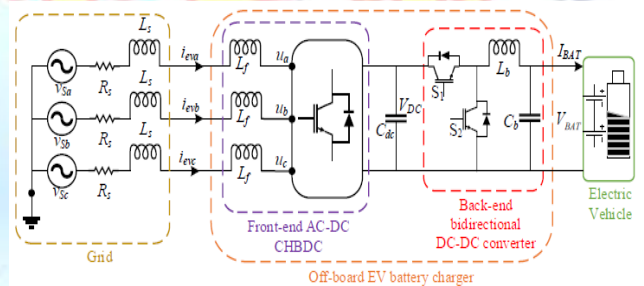 L_s
L_s
L_s
R_s
R_s
R_s
v_Sa
v_Sb
v_Sc
i_eva
i_evb
i_evc
L_f
L_f
L_f
u_a
u_b
u_c
V_DC
C_dc
S_1
S_2
L_b
C_b
I_BAT
V_BAT
Grid
Front-end AC-DC
CHBDC
Back-end
bidirectional
DC-DC converter
Electric
Vehicle
Off-board EV battery charger